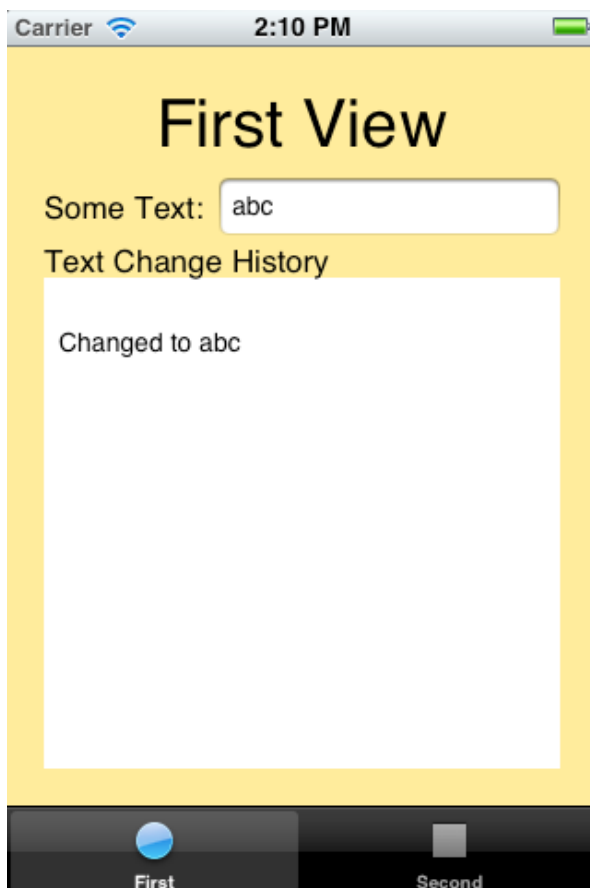 Carrier 2:10 PM
First View
Some Text: abc
Text Change History
Changed to abc
First Second